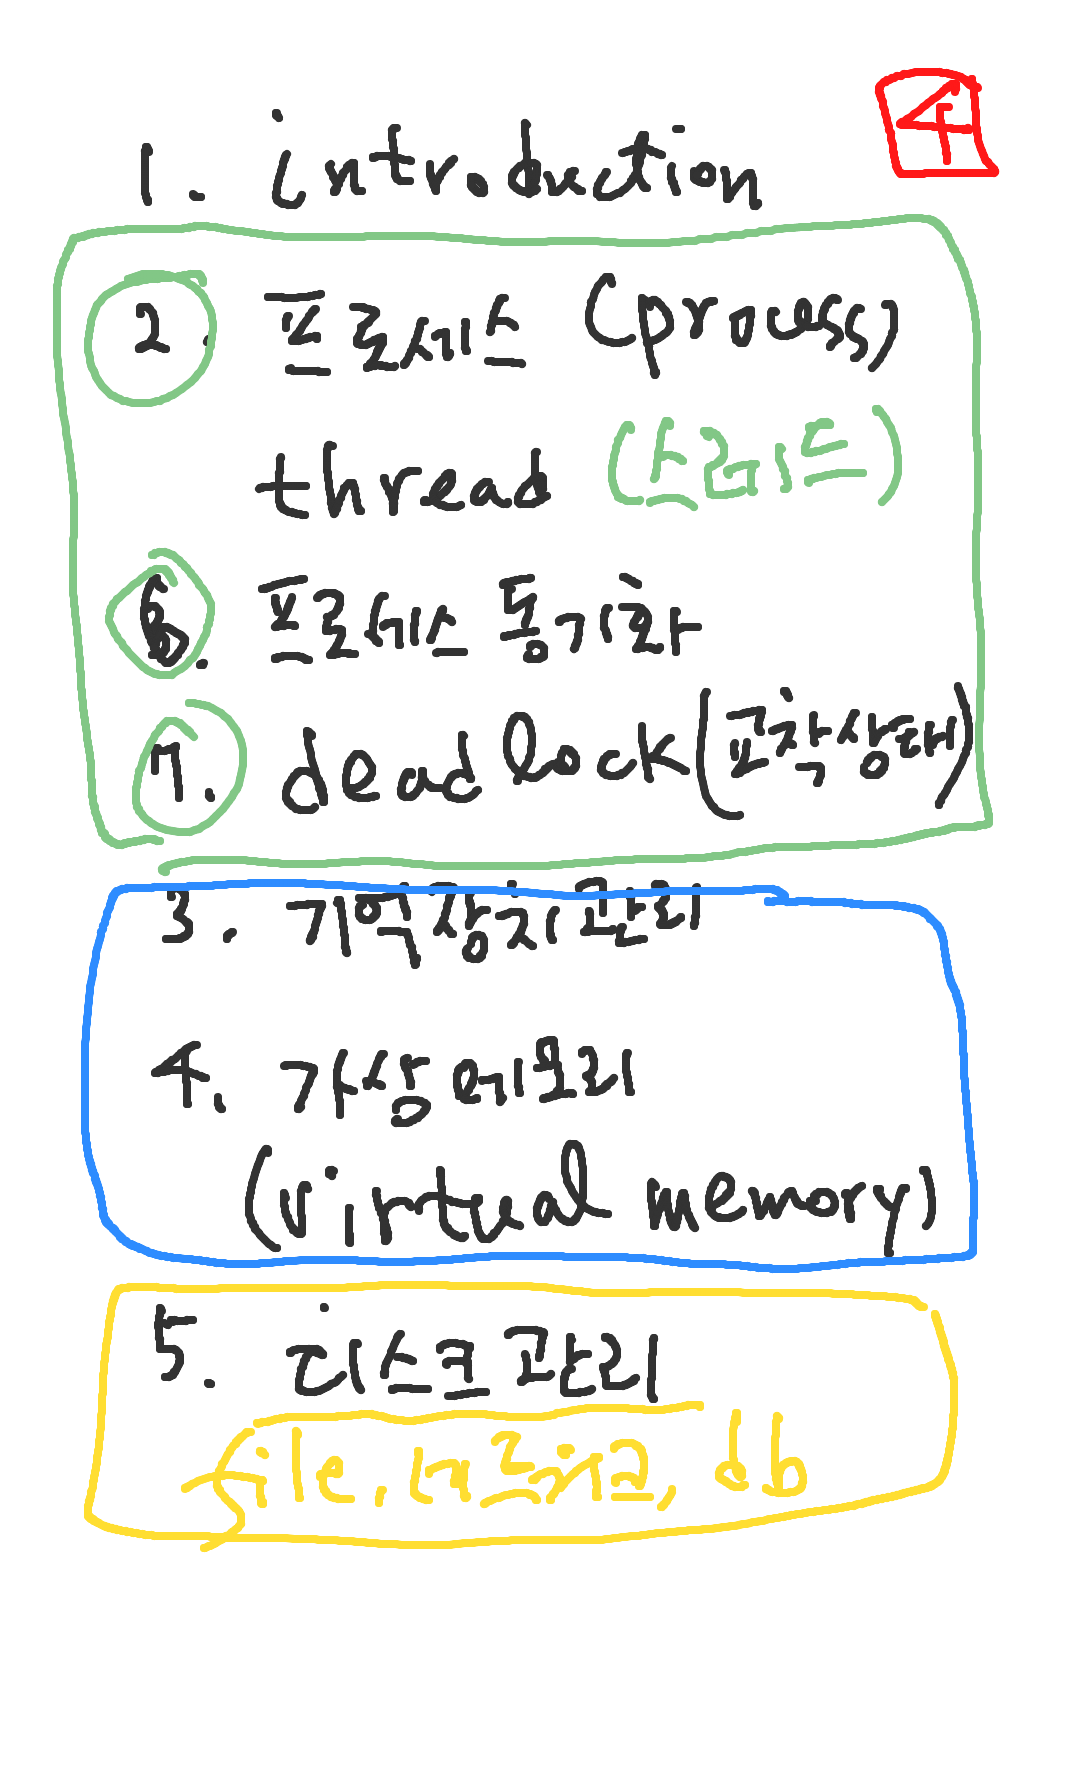 4
1. introduction
2. 프로세스 (process)
thread (스레드)
6. 프로세스 동기화
7. deadlock (교착상태)
3. 기억장치관리
4. 가상메모리
(virtual memory)
5. 디스크 관리
file, 네트워크, db